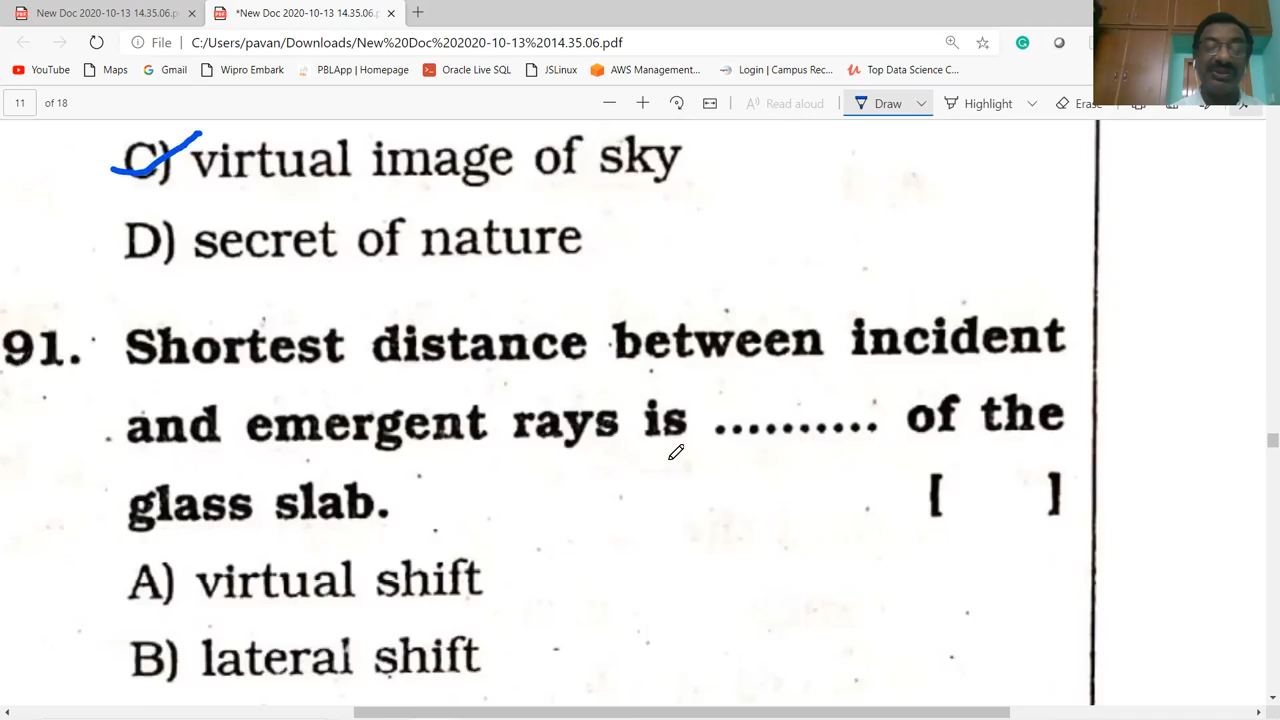 New Doc 2020-10-13 14.35.06.p
*New Doc 2020-10-13 14.35.06.pd
File C:/Users/pavan/Downloads/New%20Doc%202020-10-13%2014.35.06.pdf
YouTube Maps Gmail Wipro Embark PBLApp | Homepage Oracle Live SQL JSLinux AWS Management... Login | Campus Rec... Top Data Science C...
11 of 18 Read aloud Draw Highlight Erase
C) virtual image of sky
D) secret of nature
91. Shortest distance between incident
and emergent rays is .......... of the
glass slab. [ ]
A) virtual shift
B) lateral shift